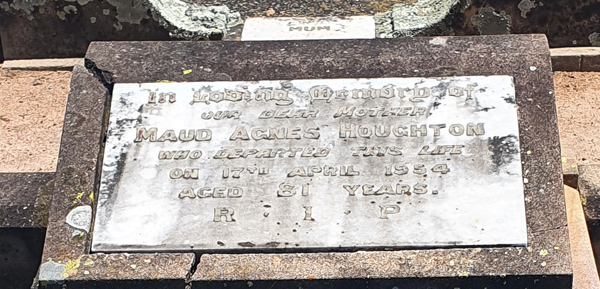 MUM
In Loving Memory of
OUR DEAR MOTHER
MAUD AGNES HOUGHTON
WHO DEPARTED THIS LIFE
ON 17TH APRIL 1954
AGED 81 YEARS.
R · I · P